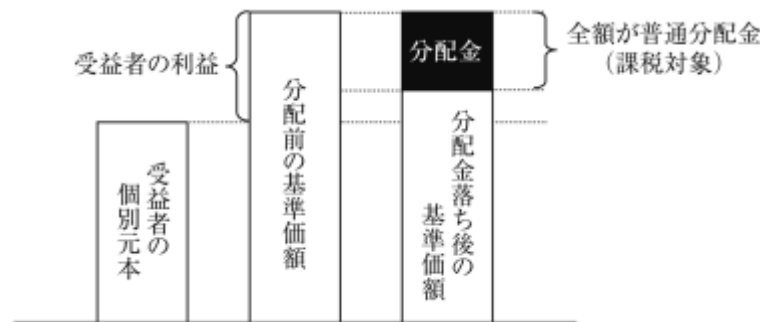 受益者の利益
受益者の
個別元本
分配前の基準価額
分配金
分配金落ち後の
基準価額
全額が普通分配金
（課税対象）